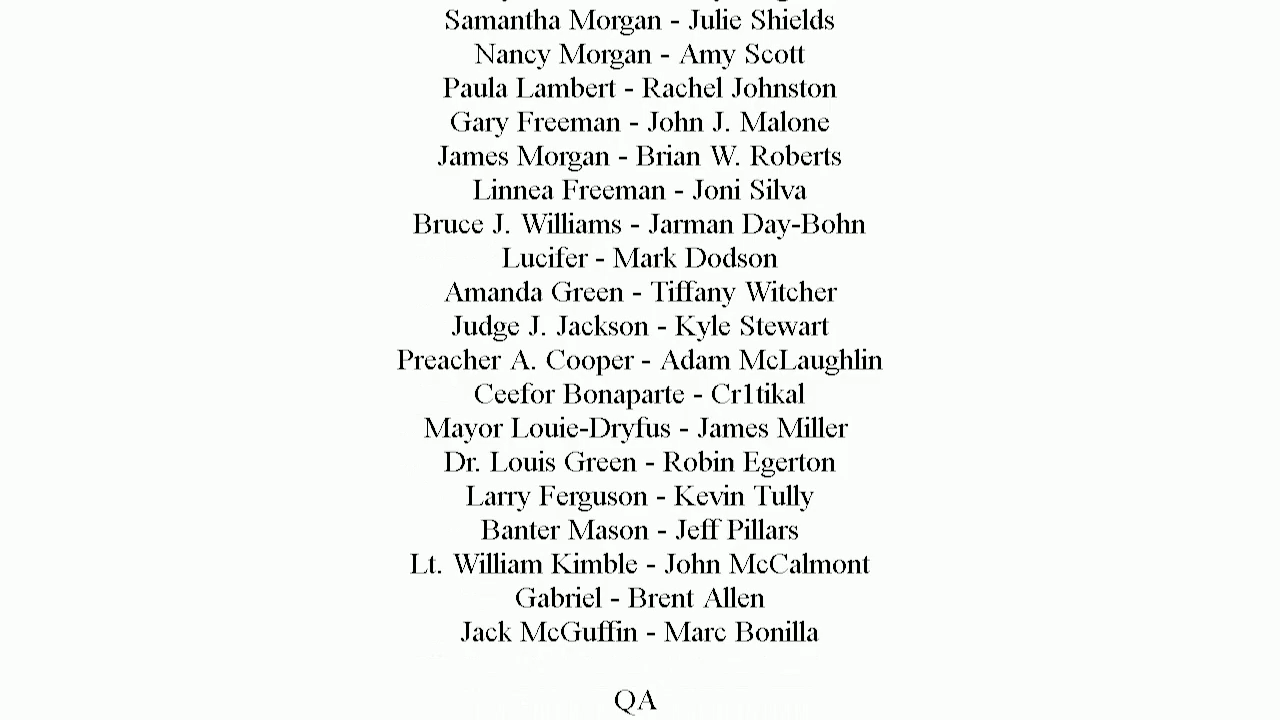 Samantha Morgan - Julie Shields
Nancy Morgan - Amy Scott
Paula Lambert - Rachel Johnston
Gary Freeman - John J. Malone
James Morgan - Brian W. Roberts
Linnea Freeman - Joni Silva
Bruce J. Williams - Jarman Day-Bohn
Lucifer - Mark Dodson
Amanda Green - Tiffany Witcher
Judge J. Jackson - Kyle Stewart
Preacher A. Cooper - Adam McLaughlin
Ceefor Bonaparte - Cr1tikal
Mayor Louie-Dryfus - James Miller
Dr. Louis Green - Robin Egerton
Larry Ferguson - Kevin Tully
Banter Mason - Jeff Pillars
Lt. William Kimble - John McCalmont
Gabriel - Brent Allen
Jack McGuffin - Marc Bonilla
QA